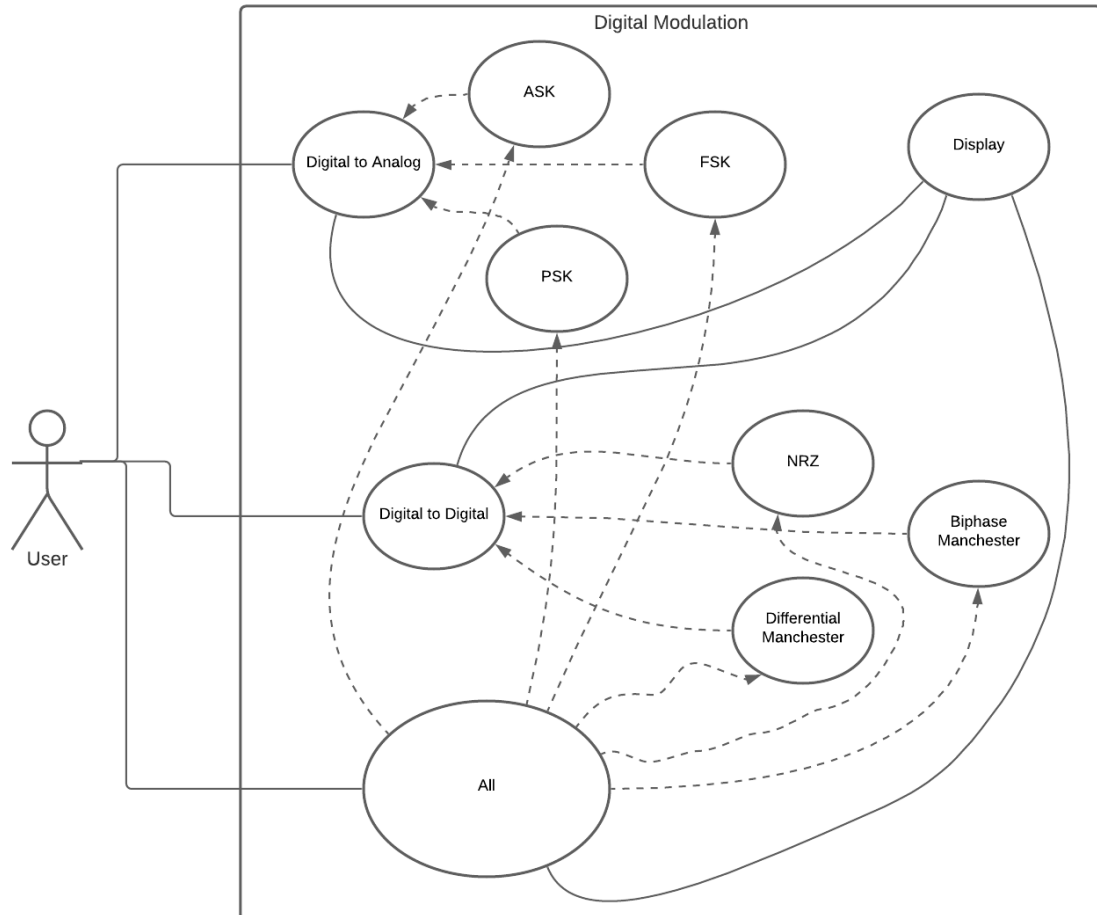 Digital Modulation
ASK
Digital to Analog
FSK
Display
PSK
NRZ
Digital to Digital
Biphase
Manchester
User
Differential
Manchester
All